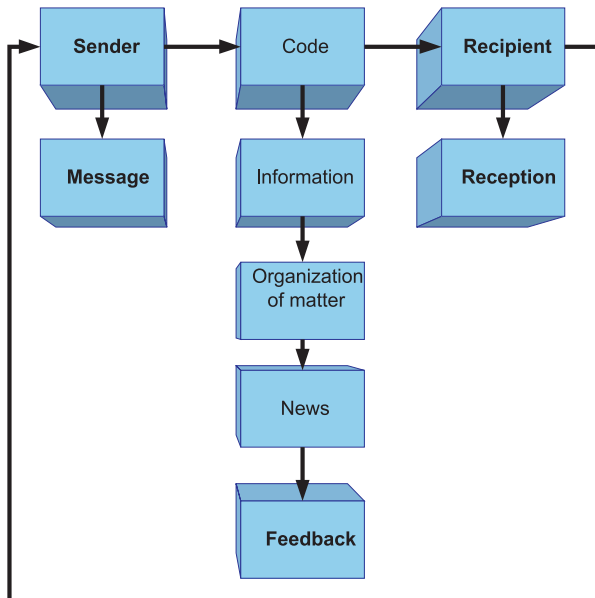 Sender
Code
Recipient
Message
Information
Reception
Organization
of matter
News
Feedback